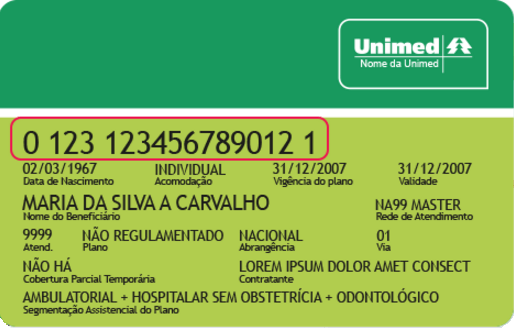 Unimed
Nome da Unimed
0 123 123456789012 1
02/03/1967 INDIVIDUAL 31/12/2007 31/12/2007
Data de Nascimento Acomodação Vigência do plano Validade
MARIA DA SILVA A CARVALHO NA99 MASTER
Nome do Beneficiário Rede de Atendimento
9999 NÃO REGULAMENTADO NACIONAL 01
Atend. Plano Abrangência Via
NÃO HÁ LOREM IPSUM DOLOR AMET CONSECT
Cobertura Parcial Temporária Contratante
AMBULATORIAL + HOSPITALAR SEM OBSTETRÍCIA + ODONTOLÓGICO
Segmentação Assistencial do Plano